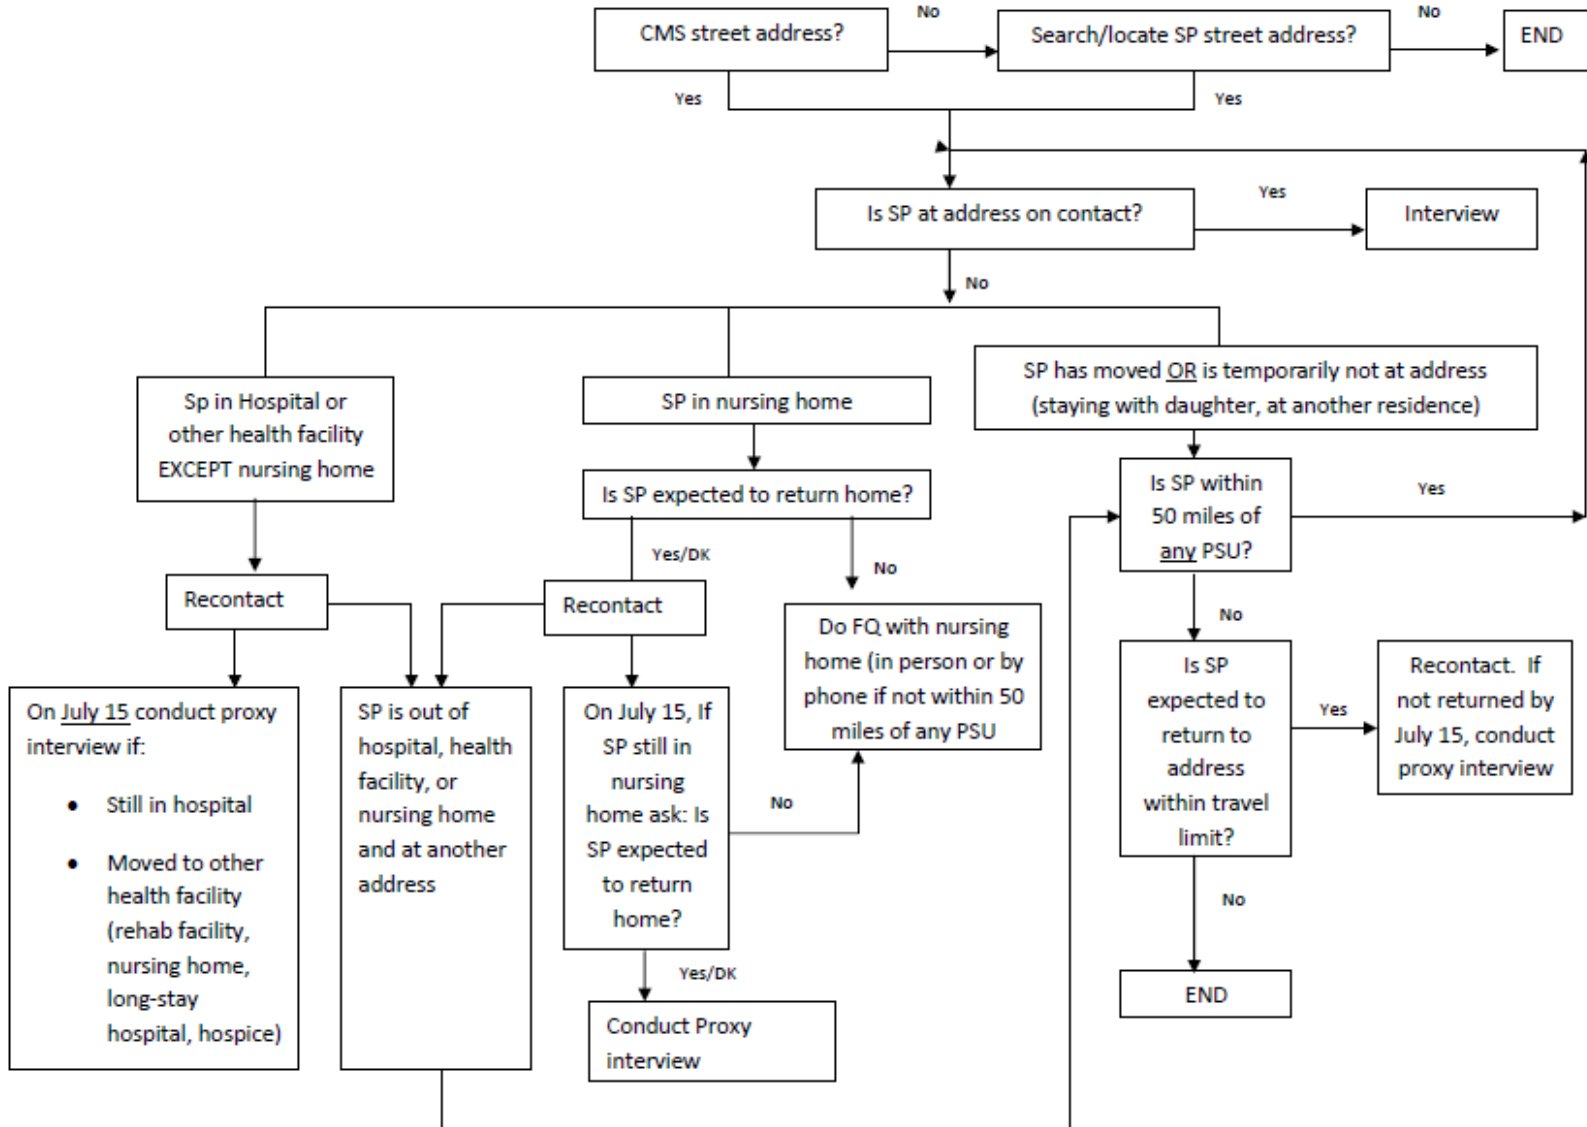 No
No
CMS street address?
Search/locate SP street address?
END
Yes
Yes
Is SP at address on contact?
Yes
Interview
No
Sp in Hospital or
other health facility
EXCEPT nursing home
SP in nursing home
SP has moved OR is temporarily not at address
(staying with daughter, at another residence)
Is SP expected to return home?
Is SP within
50 miles of
any PSU?
Yes
Yes/DK
No
Recontact
Recontact
Do FQ with nursing
home (in person or by
phone if not within 50
miles of any PSU
No
Is SP
expected to
return to
address
within travel
limit?
Yes
Recontact. If
not returned by
July 15, conduct
proxy interview
On July 15 conduct proxy
interview if:
• Still in hospital
• Moved to other
health facility
(rehab facility,
nursing home,
long-stay
hospital, hospice)
SP is out of
hospital, health
facility, or
nursing home
and at another
address
On July 15, If
SP still in
nursing
home ask: Is
SP expected
to return
home?
No
No
Yes/DK
Conduct Proxy
interview
END